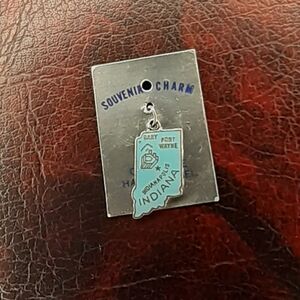 SOUVENIR CHARM
GARY FORT
WAYNE
INDIANAPOLIS
INDIANA